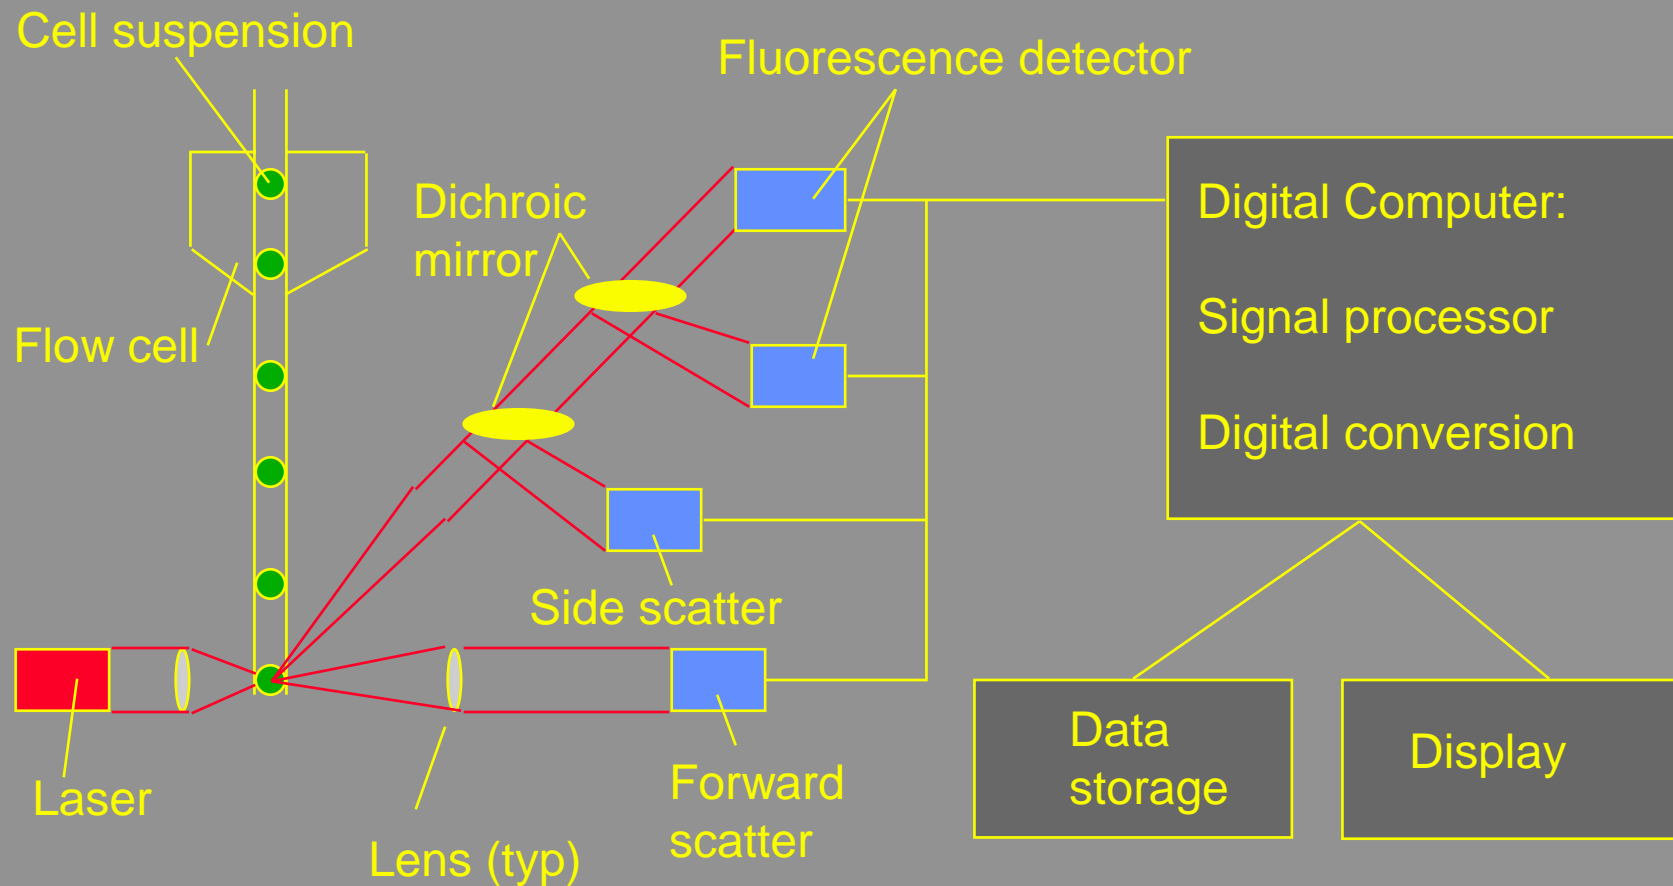 Cell suspension
Fluorescence detector
Dichroic
mirror
Digital Computer:
Signal processor
Digital conversion
Flow cell
Side scatter
Laser
Lens (typ)
Forward
scatter
Data
storage
Display